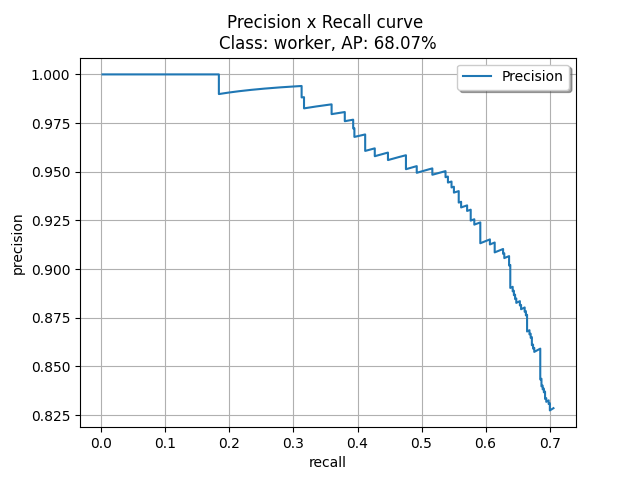 Precision x Recall curve
Class: worker, AP: 68.07%
Precision
1.000
0.975
0.950
0.925
0.900
0.875
0.850
0.825
precision
0.0 0.1 0.2 0.3 0.4 0.5 0.6 0.7
recall